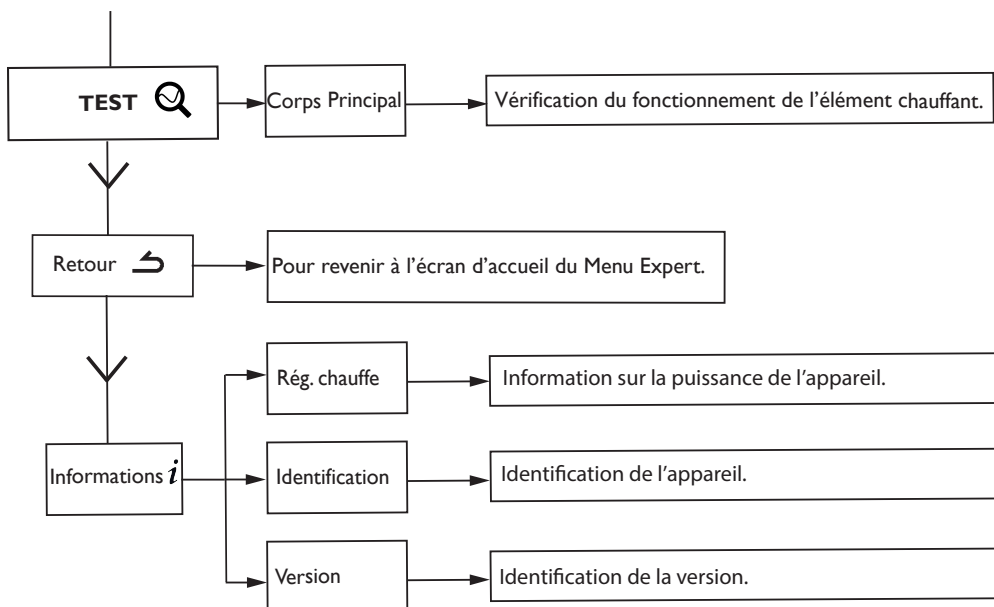 TEST
Corps Principal
Vérification du fonctionnement de l’élément chauffant.
Retour
Pour revenir à l’écran d’accueil du Menu Expert.
Rég. chauffe
Information sur la puissance de l’appareil.
Informations i
Identification
Identification de l’appareil.
Version
Identification de la version.